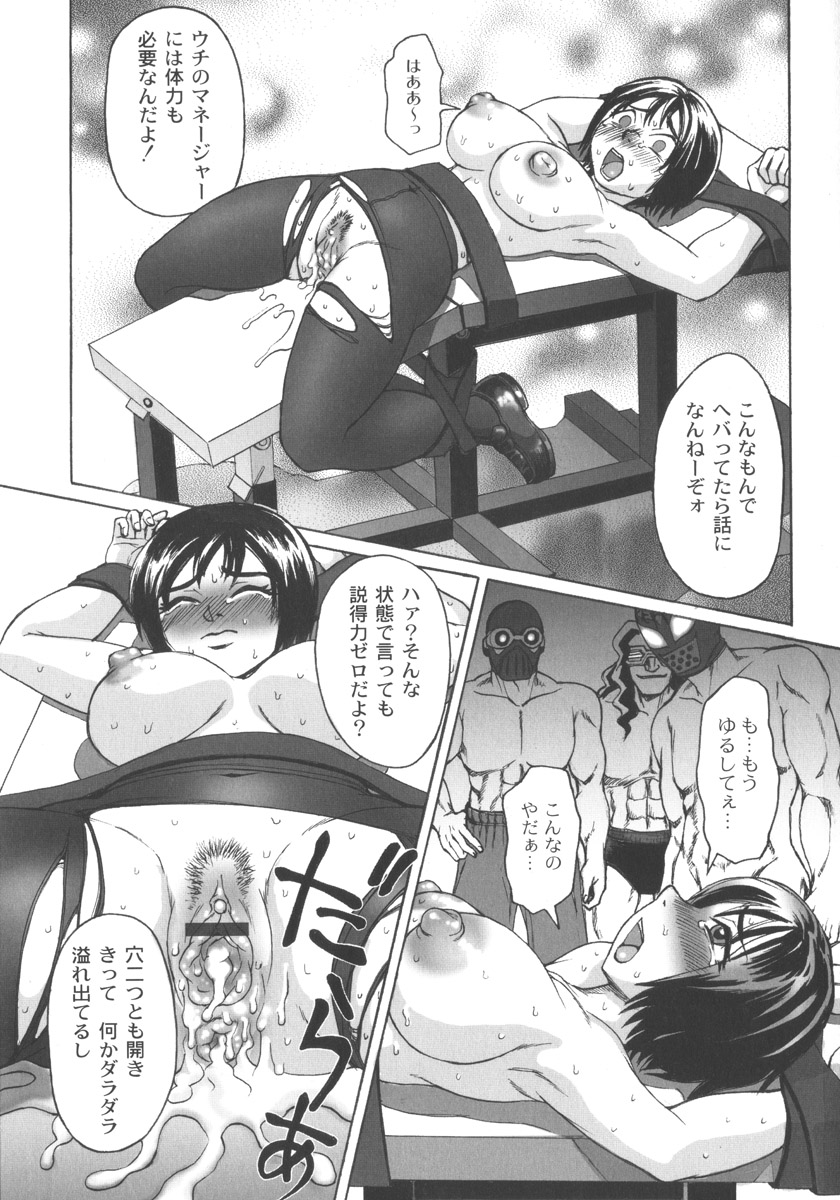 こんなもんで
ヘバってたら話に
なんねーぞォ
はああ〜っ
ウチのマネージャー
には体力も
必要なんだよ!
も…もう
ゆるしてぇ…
こんなの
やだぁ…
ハァ?そんな
状態で言っても
説得力ゼロだよ?
だららぁ
穴二つとも開き
きって 何かダラダラ
溢れ出てるし